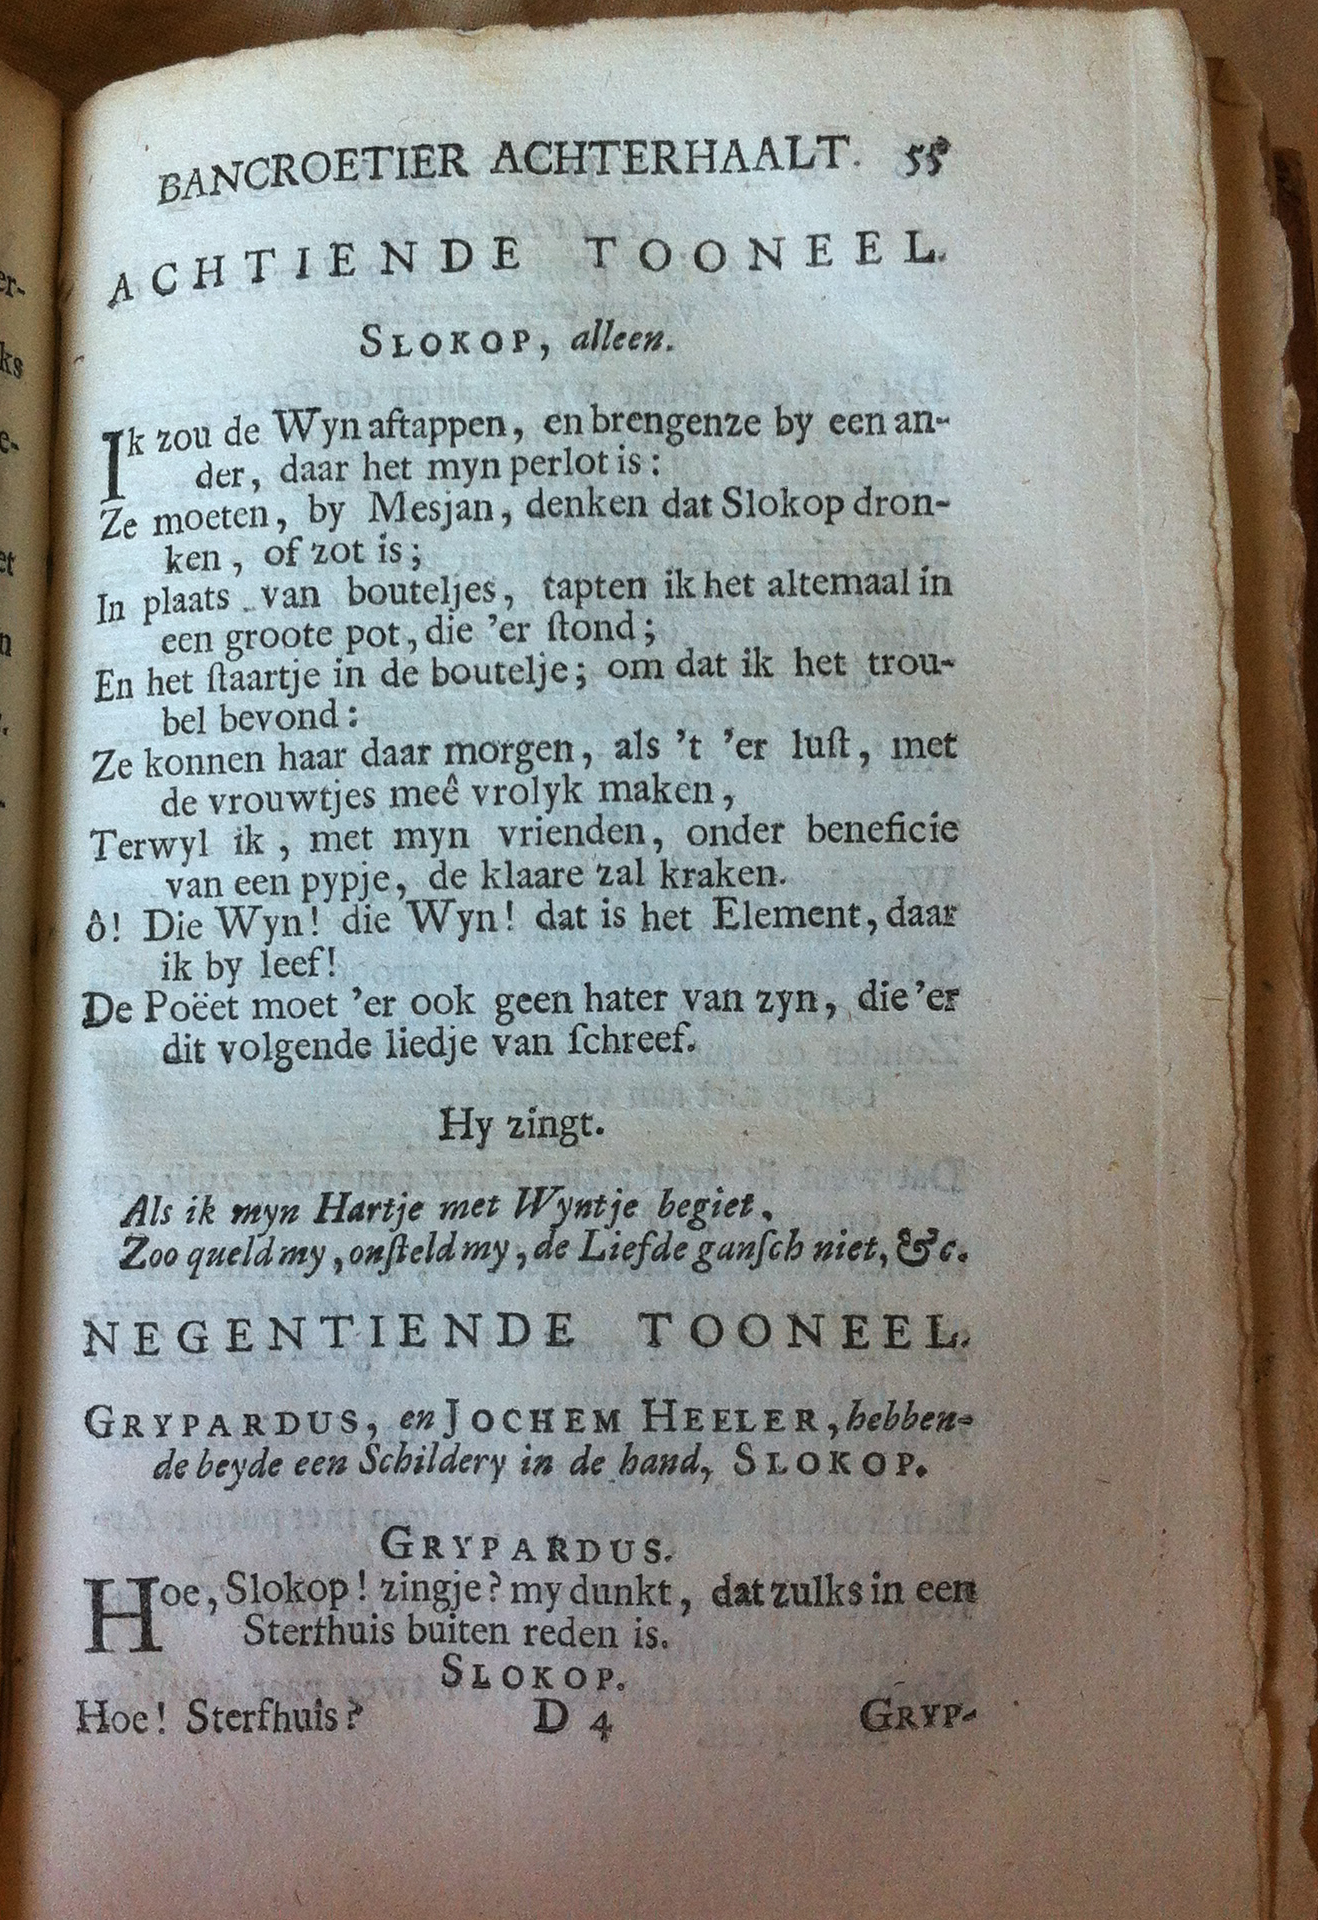 BANCROETIER ACHTERHAALT. 55
ACHTIENDE TOONEEL.
SLOKOP, alleen.
Ik zou de Wyn aftappen, en brengenze by een an-
der, daar het myn perlot is:
Ze moeten, by Mesjan, denken dat Slokop dron-
ken, of zot is;
In plaats van bouteljes, tapten ik het altemaal in
een groote pot, die 'er ſtond;
En het ſtaartje in de boutelje; om dat ik het trou-
bel bevond:
Ze konnen haar daar morgen, als 't 'er luſt, met
de vrouwtjes meê vrolyk maken,
Terwyl ik, met myn vrienden, onder beneficie
van een pypje, de klaare zal kraken.
ô! Die Wyn! die Wyn! dat is het Element, daar
ik by leef!
De Poëet moet 'er ook geen hater van zyn, die 'er
dit volgende liedje van ſchreef.
Hy zingt.
Als ik myn Hartje met Wyntje begiet,
Zoo queld my, onſteld my, de Liefde ganſch niet, &c.
NEGENTIENDE TOONEEL.
GRYPARDUS, en JOCHEM HEELER, hebben-
de beyde een Schildery in de hand, SLOKOP.
GRYPARDUS.
Hoe, Slokop! zingje? my dunkt, dat zulks in een
Sterfhuis buiten reden is.
SLOKOP.
Hoe! Sterfhuis? D 4 GRYP-